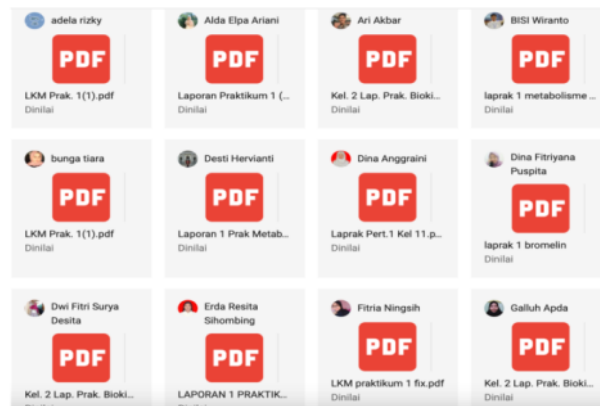 adela rizky
PDF
LKM Prak. 1(1).pdf
Dinilai
Alda Elpa Ariani
PDF
Laporan Praktikum 1 (...
Dinilai
Ari Akbar
PDF
Kel. 2 Lap. Prak. Bioki...
Dinilai
BISI Wiranto
PDF
laprak 1 metabolisme ...
Dinilai
bunga tiara
PDF
LKM Prak. 1(1).pdf
Dinilai
Desti Hervianti
PDF
Laporan 1 Prak Metab...
Dinilai
Dina Anggraini
PDF
Laprak Pert.1 Kel 11.p...
Dinilai
Dina Fitriyana
Puspita
PDF
laprak 1 bromelin
Dinilai
Dwi Fitri Surya
Desita
PDF
Kel. 2 Lap. Prak. Bioki...
Erda Resita
Sihombing
PDF
LAPORAN 1 PRAKTIK...
Fitria Ningsih
PDF
LKM praktikum 1 fix.pdf
Dinilai
Galluh Apda
PDF
Kel. 2 Lap. Prak. Bioki...
Dinilai